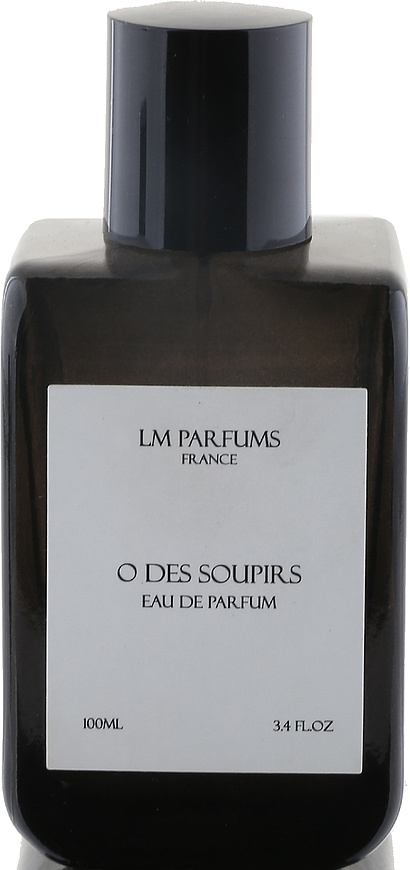 LM PARFUMS
FRANCE
O DES SOUPIRS
EAU DE PARFUM
100ML 3.4 FL.OZ